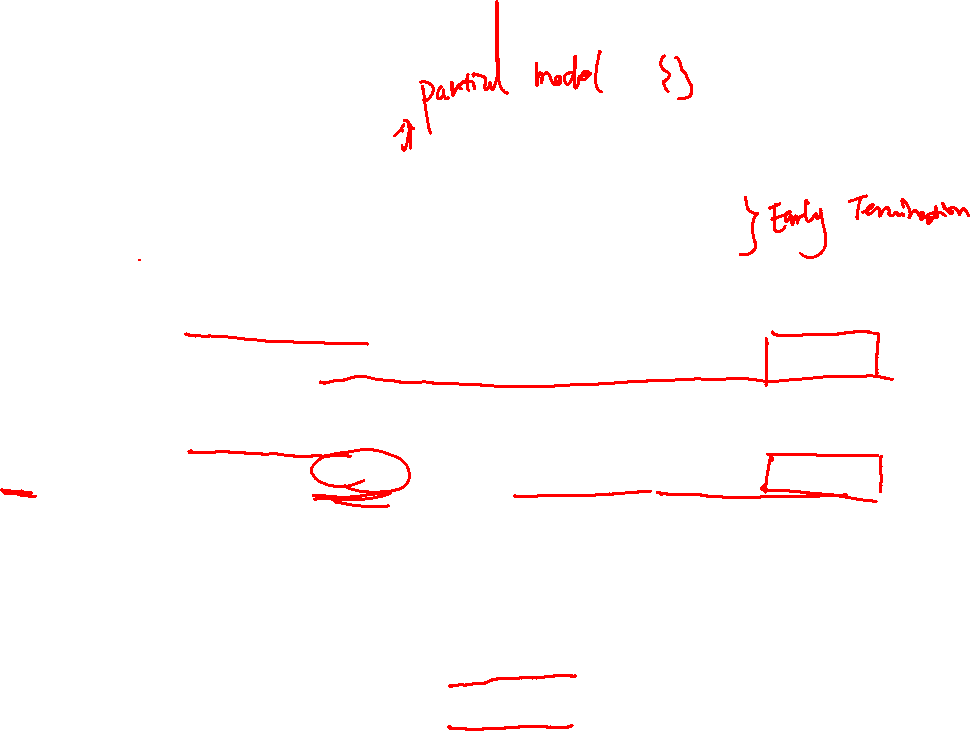 partial model {}
} Early Termination